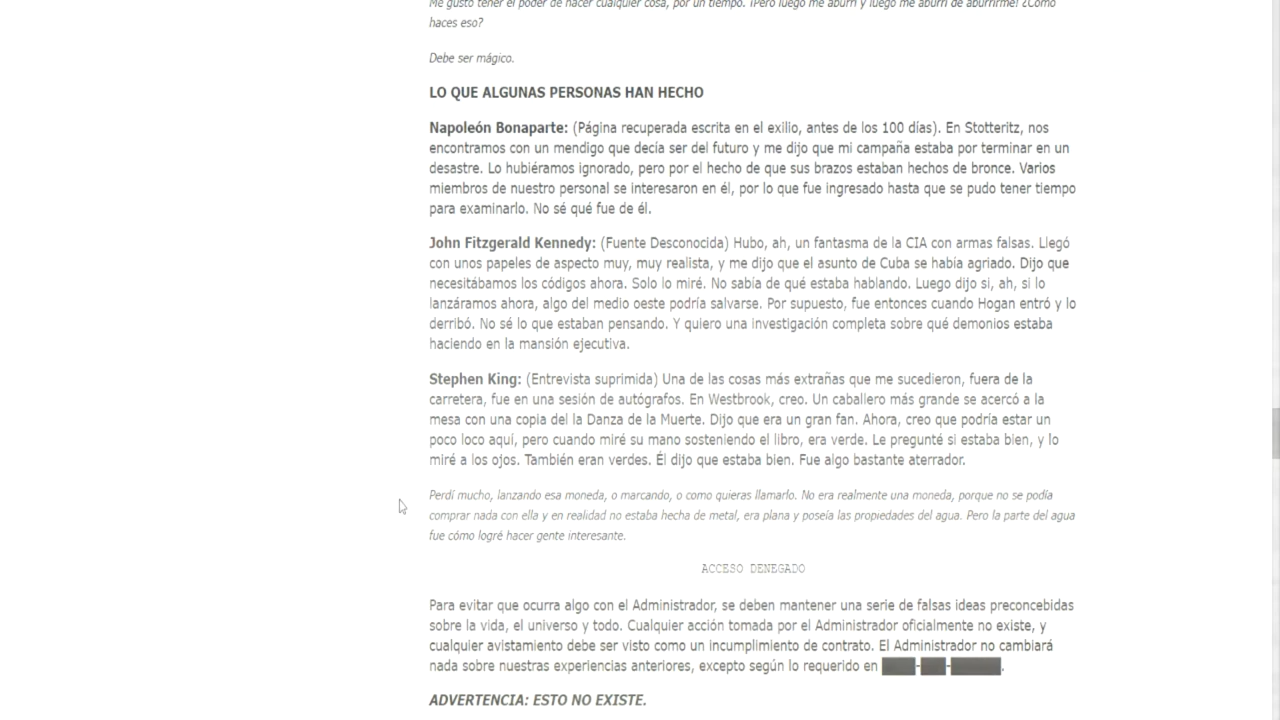 Me gustó tener el poder de hacer cualquier cosa, por un tiempo. ¡Pero luego me aburrí y luego me aburrí de aburrirme! ¿Cómo
haces eso?
Debe ser mágico.
LO QUE ALGUNAS PERSONAS HAN HECHO
Napoleón Bonaparte: (Página recuperada escrita en el exilio, antes de los 100 días). En Stotteritz, nos
encontramos con un mendigo que decía ser del futuro y me dijo que mi campaña estaba por terminar en un
desastre. Lo hubiéramos ignorado, pero por el hecho de que sus brazos estaban hechos de bronce. Varios
miembros de nuestro personal se interesaron en él, por lo que fue ingresado hasta que se pudo tener tiempo
para examinarlo. No sé qué fue de él.
John Fitzgerald Kennedy: (Fuente Desconocida) Hubo, ah, un fantasma de la CIA con armas falsas. Llegó
con unos papeles de aspecto muy, muy realista, y me dijo que el asunto de Cuba se había agriado. Dijo que
necesitábamos los códigos ahora. Solo lo miré. No sabía de qué estaba hablando. Luego dijo si, ah, si lo
lanzáramos ahora, algo del medio oeste podría salvarse. Por supuesto, fue entonces cuando Hogan entró y lo
derribó. No sé lo que estaban pensando. Y quiero una investigación completa sobre qué demonios estaba
haciendo en la mansión ejecutiva.
Stephen King: (Entrevista suprimida) Una de las cosas más extrañas que me sucedieron, fuera de la
carretera, fue en una sesión de autógrafos. En Westbrook, creo. Un caballero más grande se acercó a la
mesa con una copia del la Danza de la Muerte. Dijo que era un gran fan. Ahora, creo que podría estar un
poco loco aquí, pero cuando miré su mano sosteniendo el libro, era verde. Le pregunté si estaba bien, y lo
miré a los ojos. También eran verdes. Él dijo que estaba bien. Fue algo bastante aterrador.
Perdí mucho, lanzando esa moneda, o marcando, o como quieras llamarlo. No era realmente una moneda, porque no se podía
comprar nada con ella y en realidad no estaba hecha de metal, era plana y poseía las propiedades del agua. Pero la parte del agua
fue cómo logré hacer gente interesante.
ACCESO DENEGADO
Para evitar que ocurra algo con el Administrador, se deben mantener una serie de falsas ideas preconcebidas
sobre la vida, el universo y todo. Cualquier acción tomada por el Administrador oficialmente no existe, y
cualquier avistamiento debe ser visto como un incumplimiento de contrato. El Administrador no cambiará
nada sobre nuestras experiencias anteriores, excepto según lo requerido en ████-███-██████.
ADVERTENCIA: ESTO NO EXISTE.